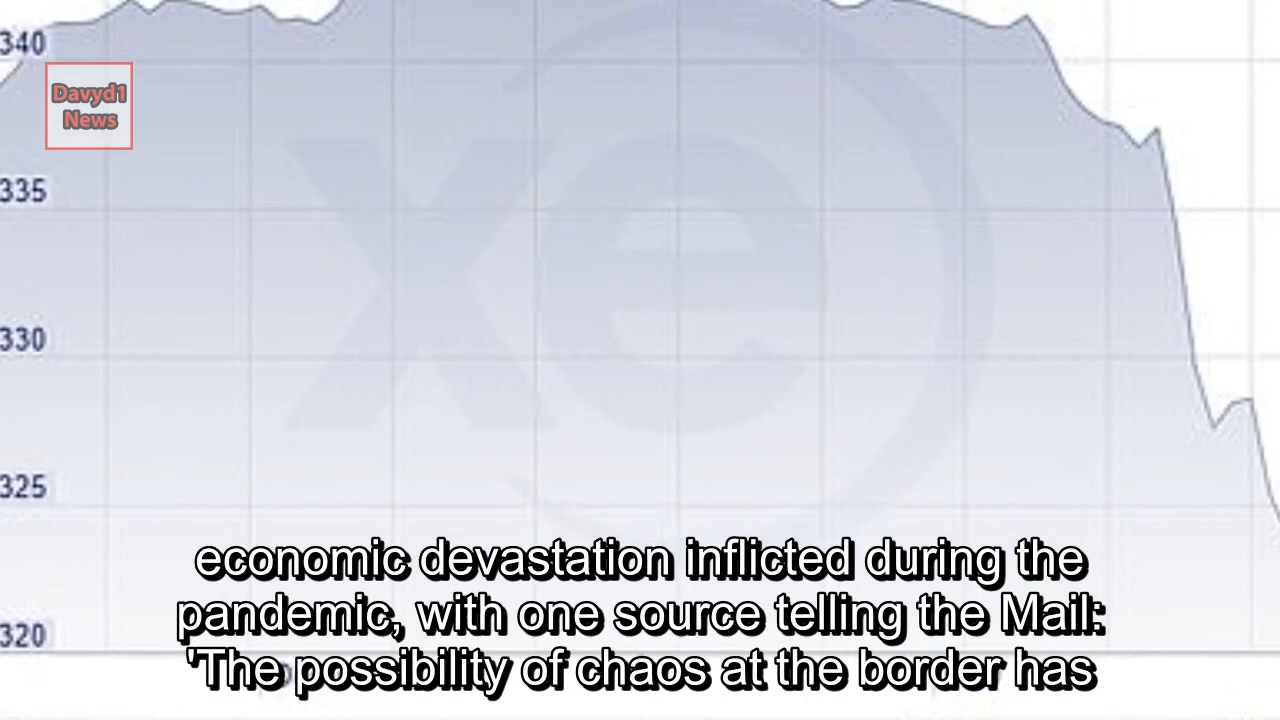 340
Davyd1
News
xe
335
330
325
320
economic devastation inflicted during the
pandemic, with one source telling the Mail:
'The possibility of chaos at the border has